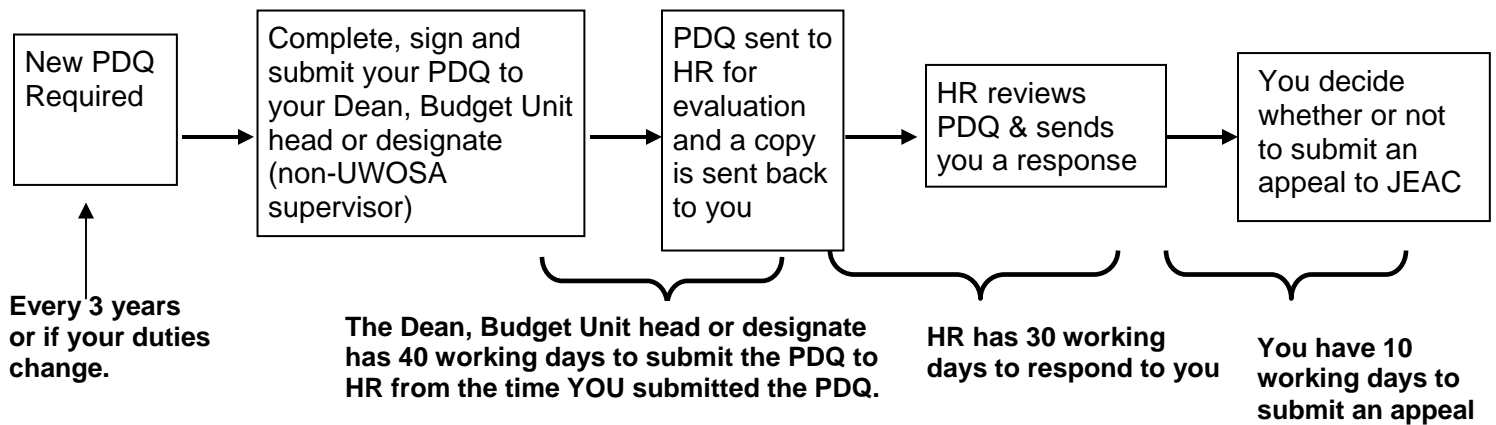 New PDQ
Required
Complete, sign and
submit your PDQ to
your Dean, Budget Unit
head or designate
(non-UWOSA
supervisor)
PDQ sent to
HR for
evaluation
and a copy
is sent back
to you
HR reviews
PDQ & sends
you a response
You decide
whether or not
to submit an
appeal to JEAC
Every 3 years
or if your duties
change.
The Dean, Budget Unit head or designate
has 40 working days to submit the PDQ to
HR from the time YOU submitted the PDQ.
HR has 30 working
days to respond to you
You have 10
working days to
submit an appeal